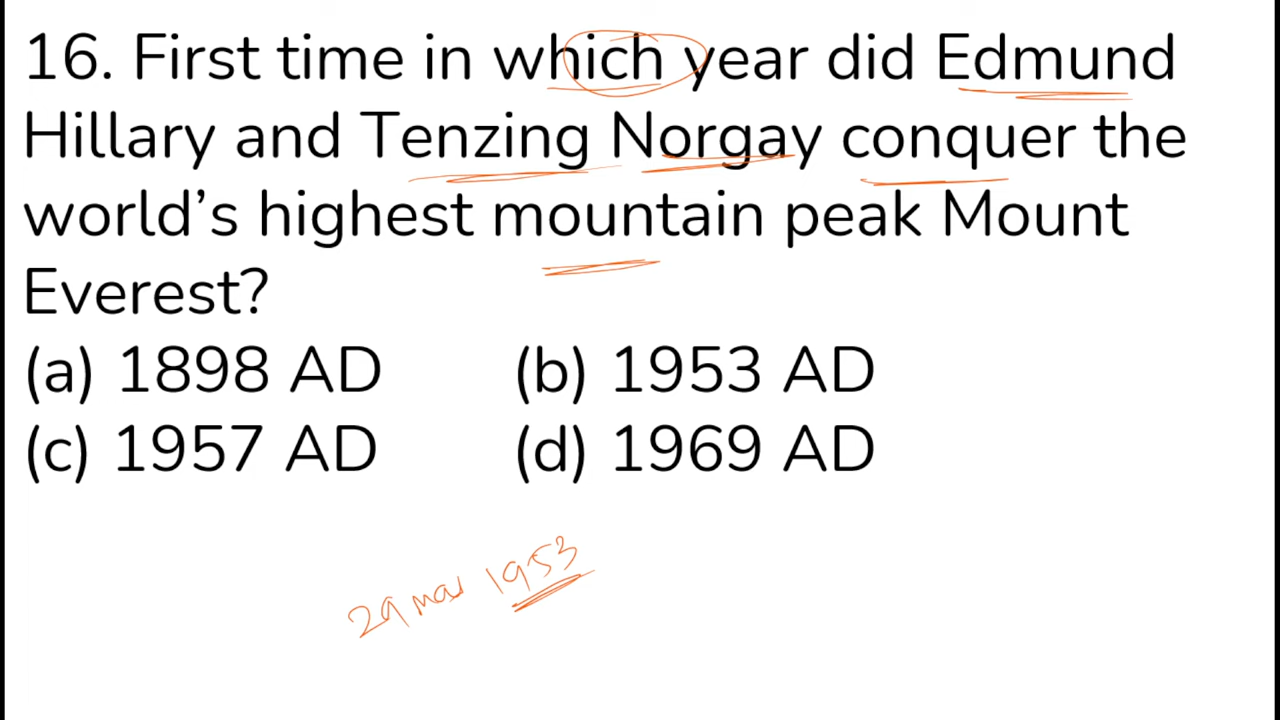 16. First time in which year did Edmund
Hillary and Tenzing Norgay conquer the
world’s highest mountain peak Mount
Everest?
(a) 1898 AD (b) 1953 AD
(c) 1957 AD (d) 1969 AD
29 1953